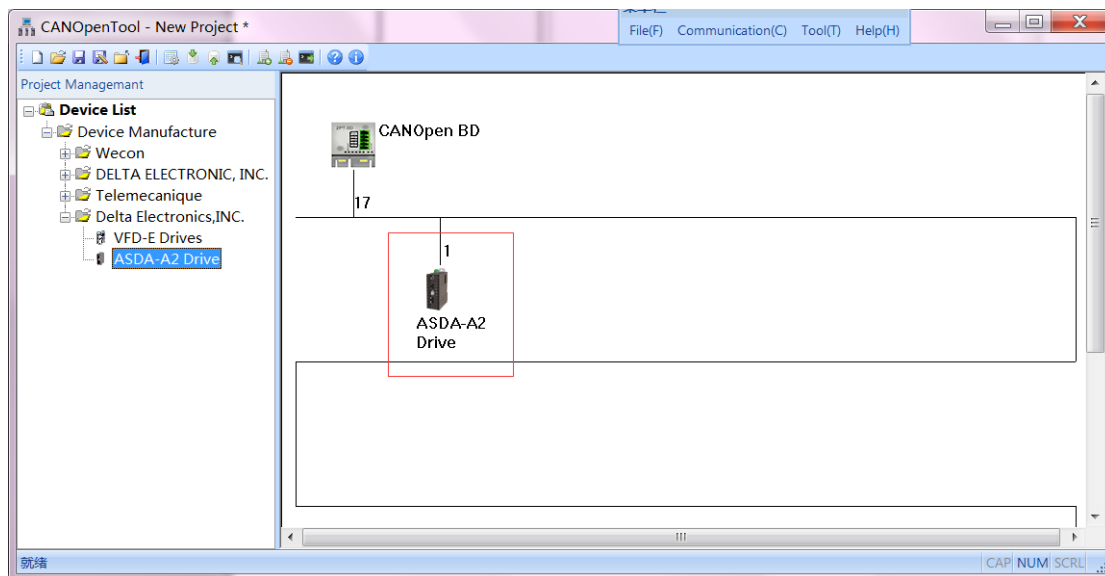 CANOpenTool - New Project *
File(F) Communication(C) Tool(T) Help(H)
Project Managemant
Device List
Device Manufacture
Wecon
DELTA ELECTRONIC, INC.
Telemecanique
Delta Electronics,INC.
VFD-E Drives
ASDA-A2 Drive
CANOpen BD
17
1
ASDA-A2
Drive
就绪
CAP NUM SCRL